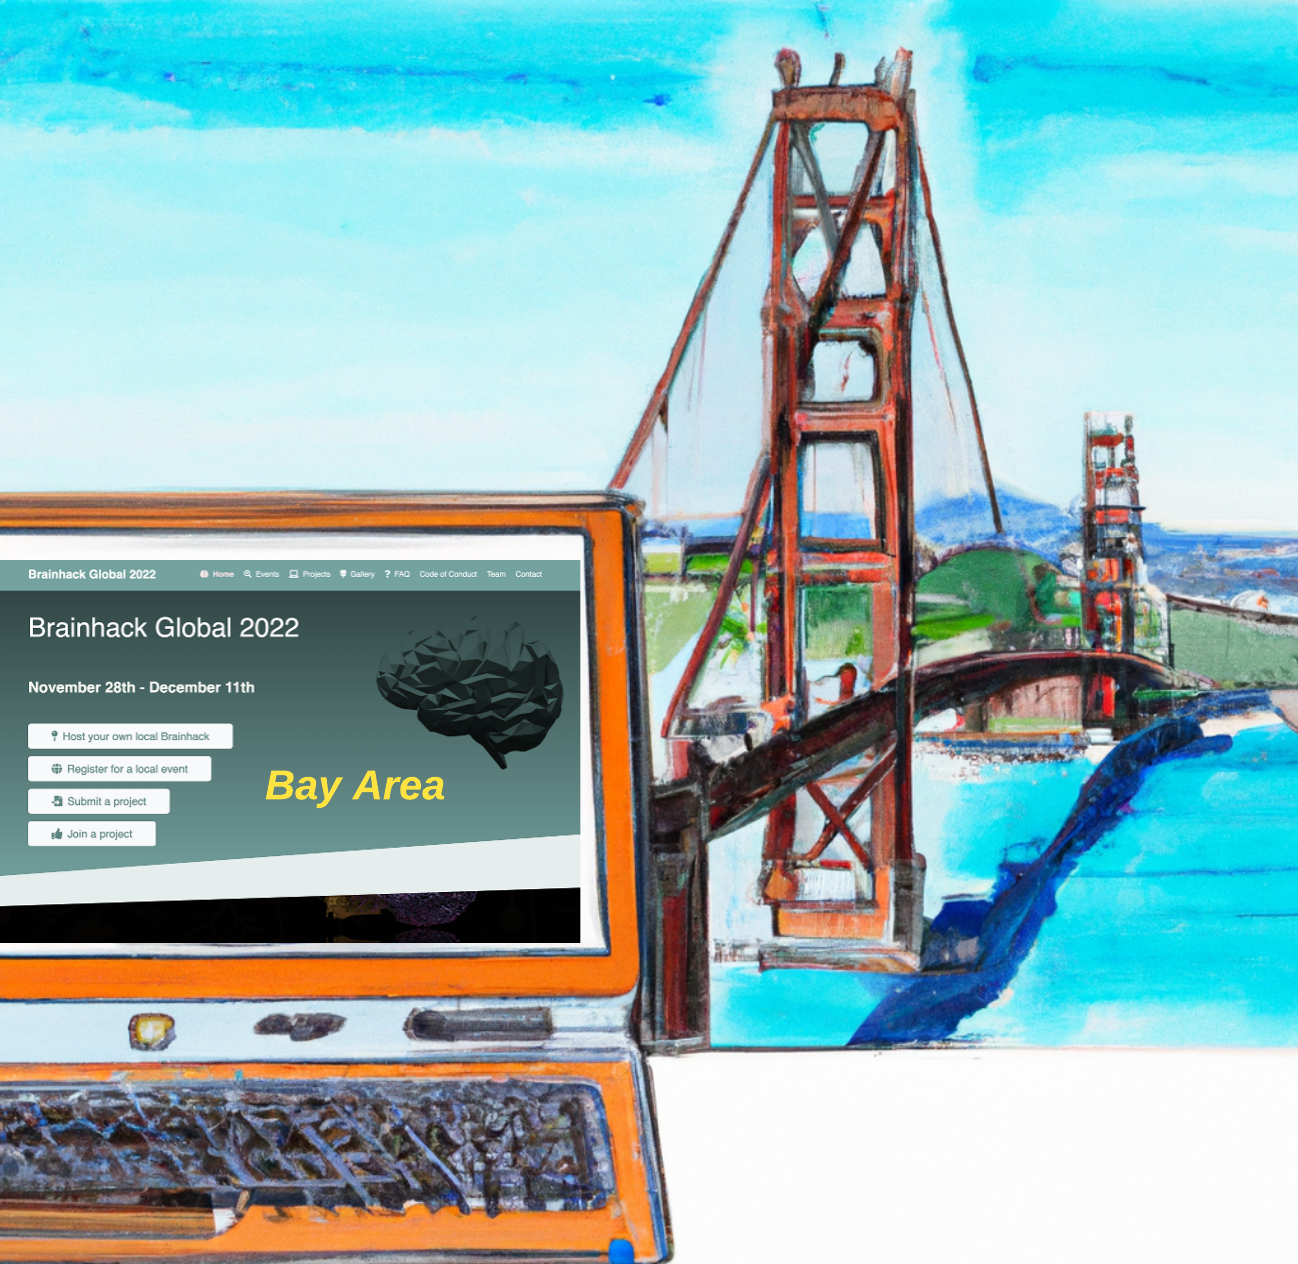 Brainhack Global 2022 Home Events Projects Gallery FAQ Code of Conduct Team Contact
Brainhack Global 2022
November 28th - December 11th
Host your own local Brainhack
Register for a local event
Bay Area
Submit a project
Join a project